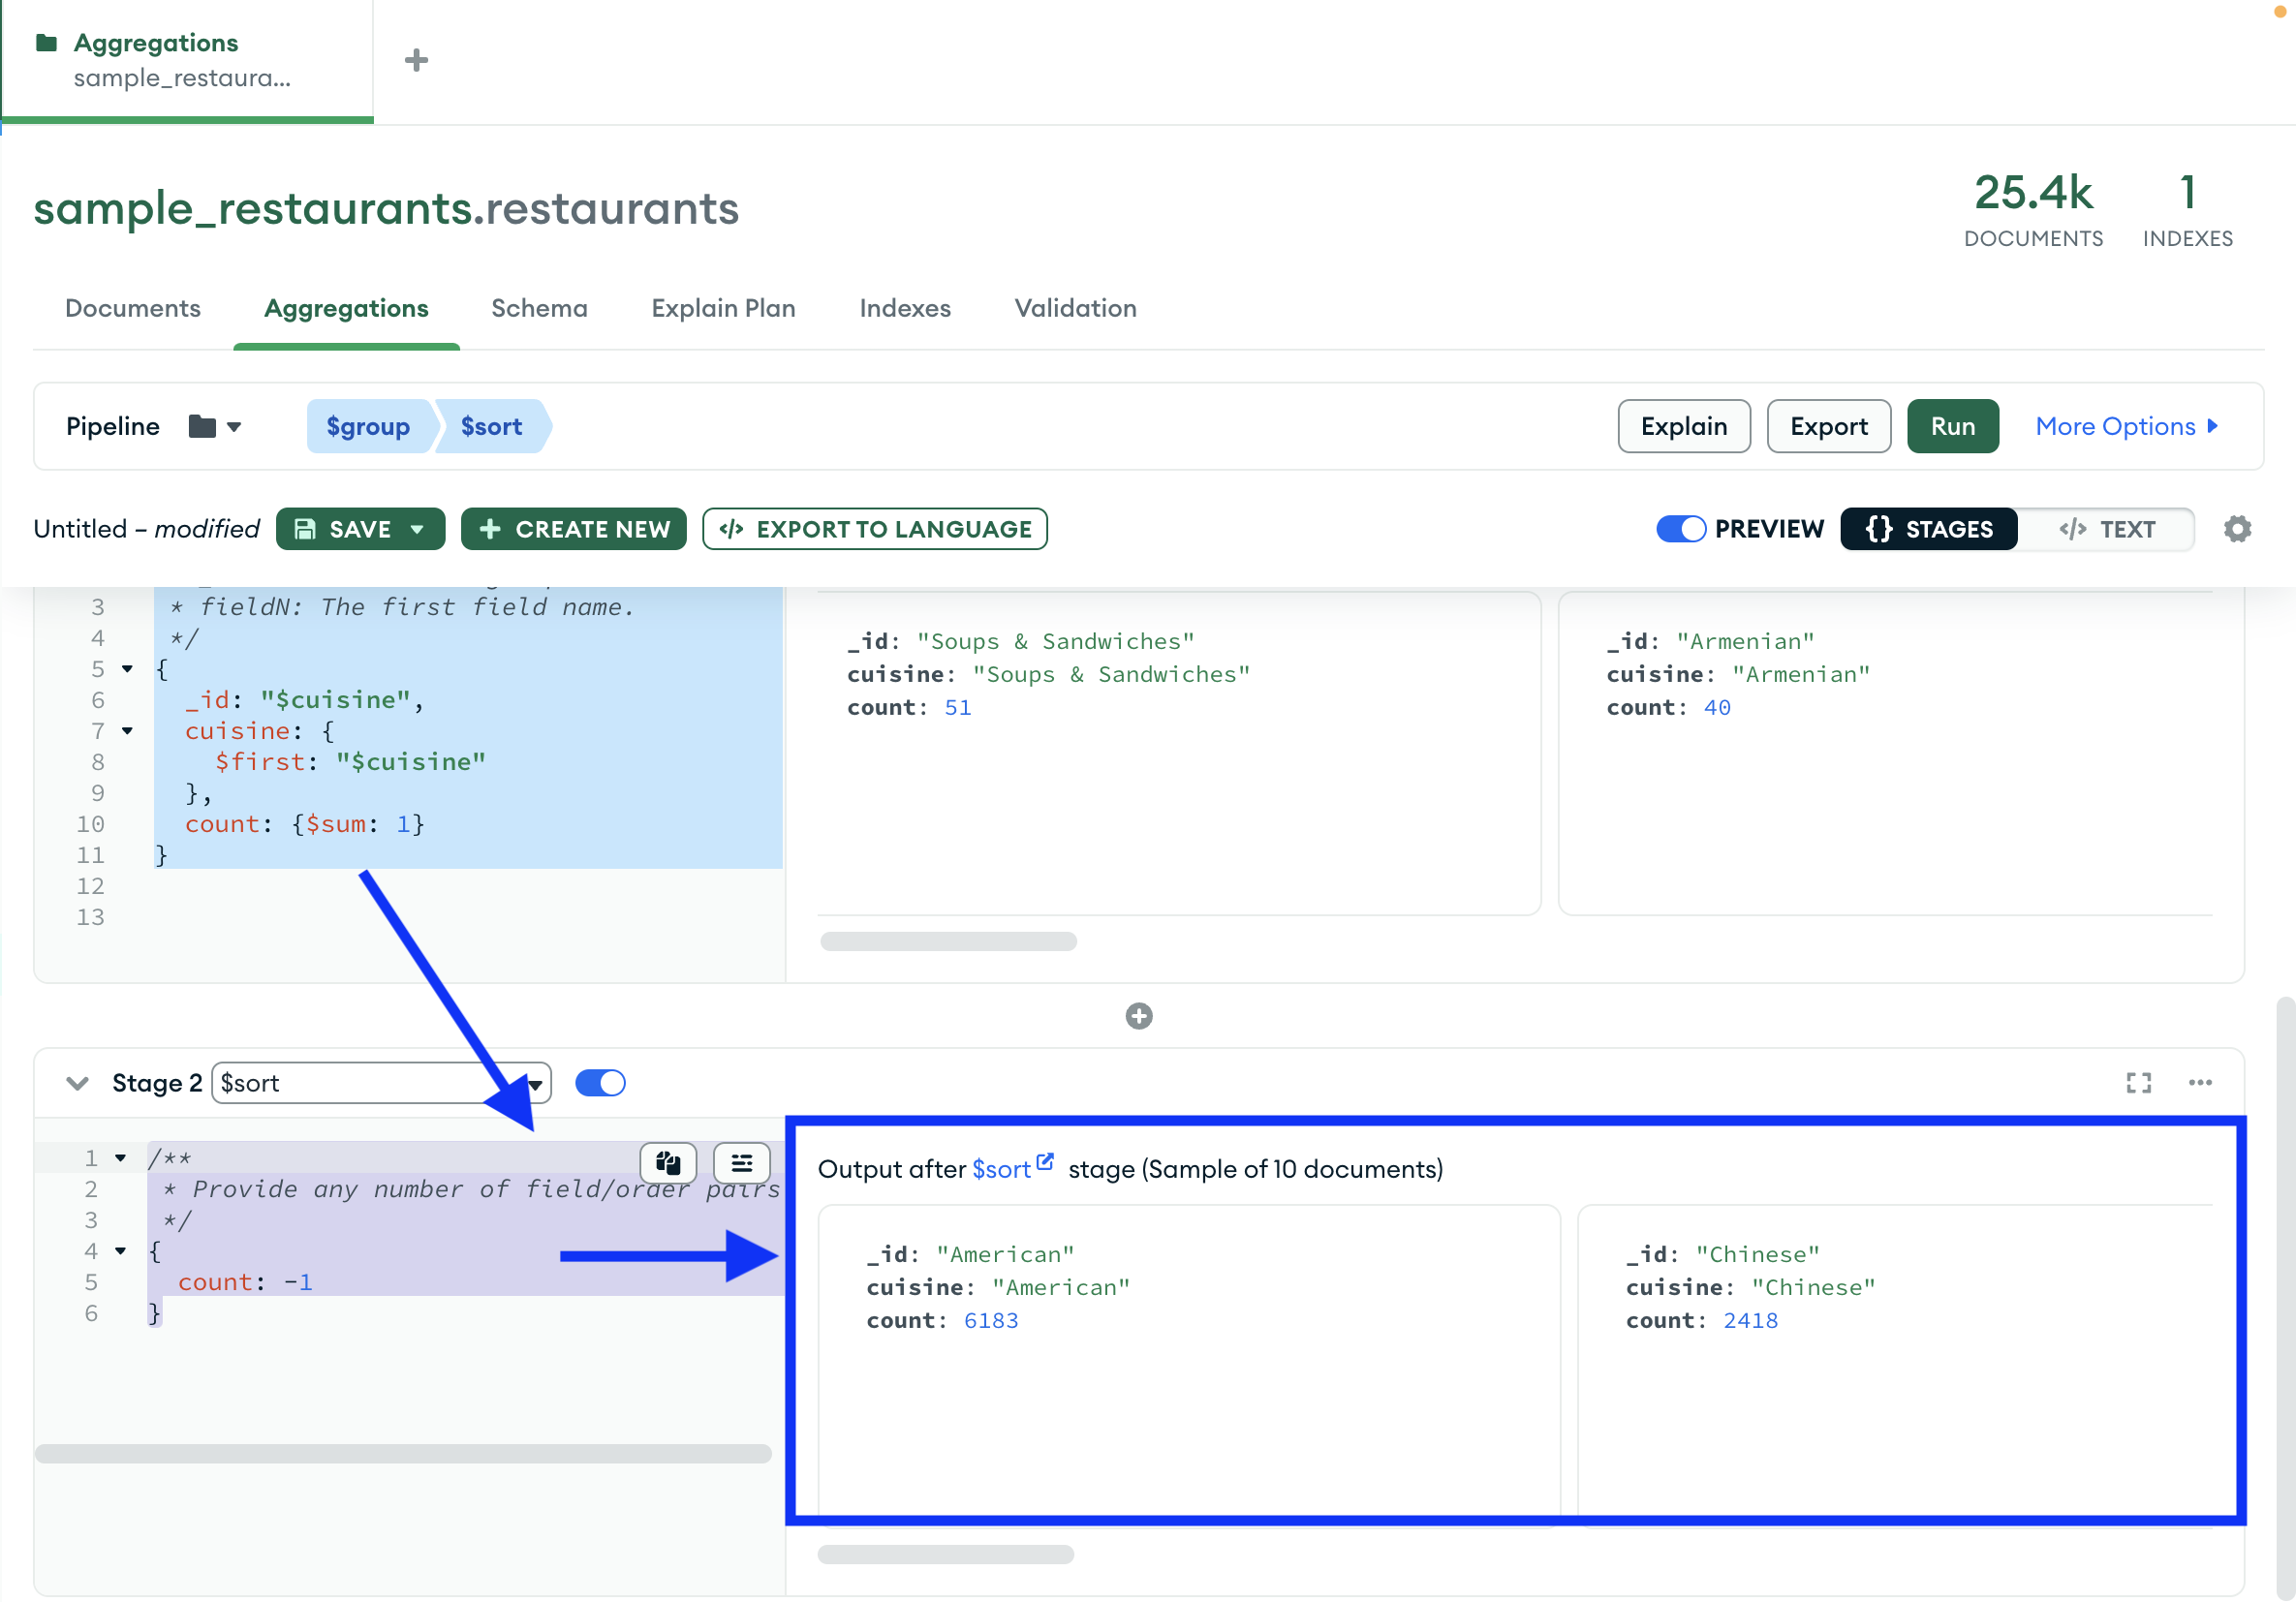 Aggregations
sample_restaura...
sample_restaurants.restaurants
25.4k
DOCUMENTS
1
INDEXES
Documents Aggregations Schema Explain Plan Indexes Validation
Pipeline $group $sort Explain Export Run More Options
Untitled – modified SAVE CREATE NEW </> EXPORT TO LANGUAGE PREVIEW {} STAGES </> TEXT
3 * fieldN: The first field name.
4 */
5 {
6 _id: "$cuisine",
7 cuisine: {
8 $first: "$cuisine"
9 },
10 count: {$sum: 1}
11 }
12
13
_id: "Soups & Sandwiches"
cuisine: "Soups & Sandwiches"
count: 51
_id: "Armenian"
cuisine: "Armenian"
count: 40
Stage 2 $sort
1 /**
2 * Provide any number of field/order pairs
3 */
4 {
5 count: -1
6 }
Output after $sort stage (Sample of 10 documents)
_id: "American"
cuisine: "American"
count: 6183
_id: "Chinese"
cuisine: "Chinese"
count: 2418